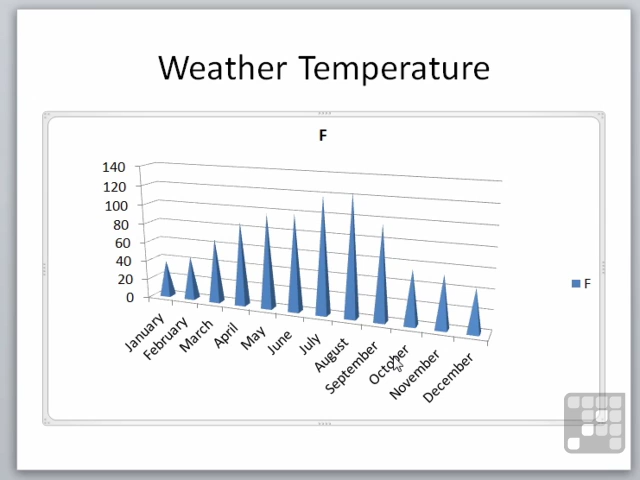 Weather Temperature
F
140
120
100
80
60
40
20
0
January
February
March
April
May
June
July
August
September
October
November
December
F